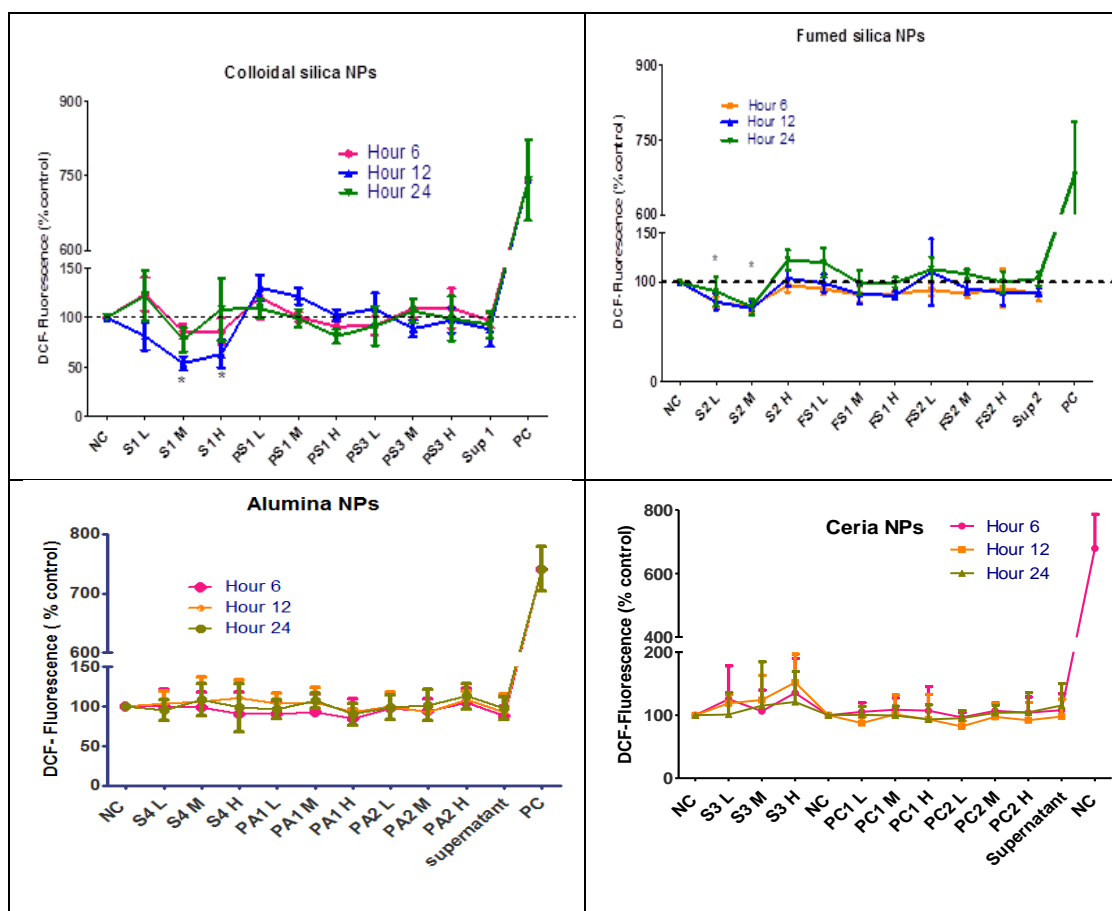 Colloidal silica NPs
DCF-Fluorescence (% control)
900
750
600
150
100
50
0
Hour 6
Hour 12
Hour 24
*
*
NC
S1 L
S1 M
S1 H
pS1 L
pS1 M
pS1 H
pS3 L
pS3 M
pS3 H
Sup 1
PC
Fumed silica NPs
DCF-Fluorescence (% control)
900
750
600
150
100
50
0
Hour 6
Hour 12
Hour 24
*
*
NC
S2 L
S2 M
S2 H
FS1 L
FS1 M
FS1 H
FS2 L
FS2 M
FS2 H
Sup2
PC
Alumina NPs
DCF- Fluorescence ( % control)
800
700
600
150
100
50
0
Hour 6
Hour 12
Hour 24
NC
S4 L
S4 M
S4 H
PA1 L
PA1 M
PA1 H
PA2 L
PA2 M
PA2 H
supernatant
PC
Ceria NPs
DCF-Fluorescence (% control)
800
600
400
200
100
0
Hour 6
Hour 12
Hour 24
NC
S3 L
S3 M
S3 H
NC
PC1 L
PC1 M
PC1 H
PC2 L
PC2 M
PC2 H
Supernatant
NC